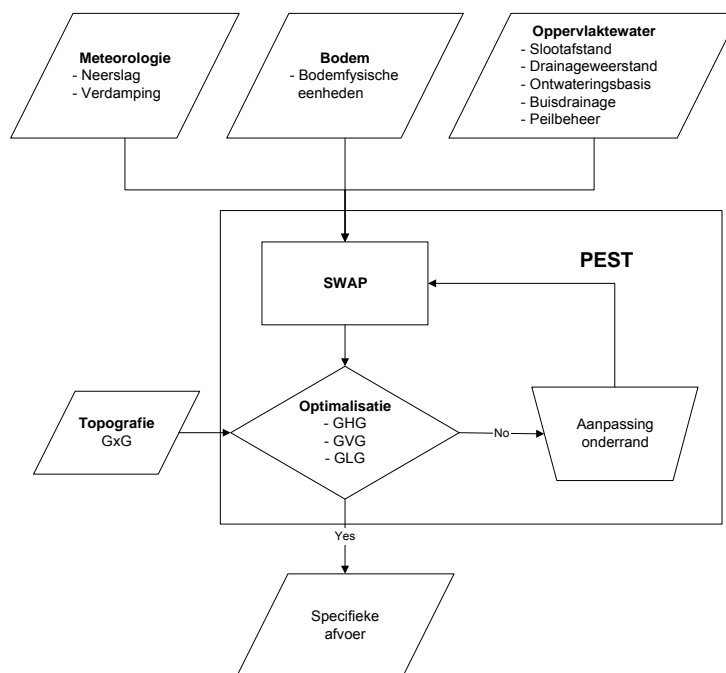 Meteorologie
- Neerslag
- Verdamping
Bodem
- Bodemfysische
eenheden
Oppervlaktewater
- Slootafstand
- Drainageweerstand
- Ontwateringsbasis
- Buisdrainage
- Peilbeheer
PEST
SWAP
Topografie
GxG
Optimalisatie
- GHG
- GVG
- GLG
No
Aanpassing
onderrand
Yes
Specifieke
afvoer